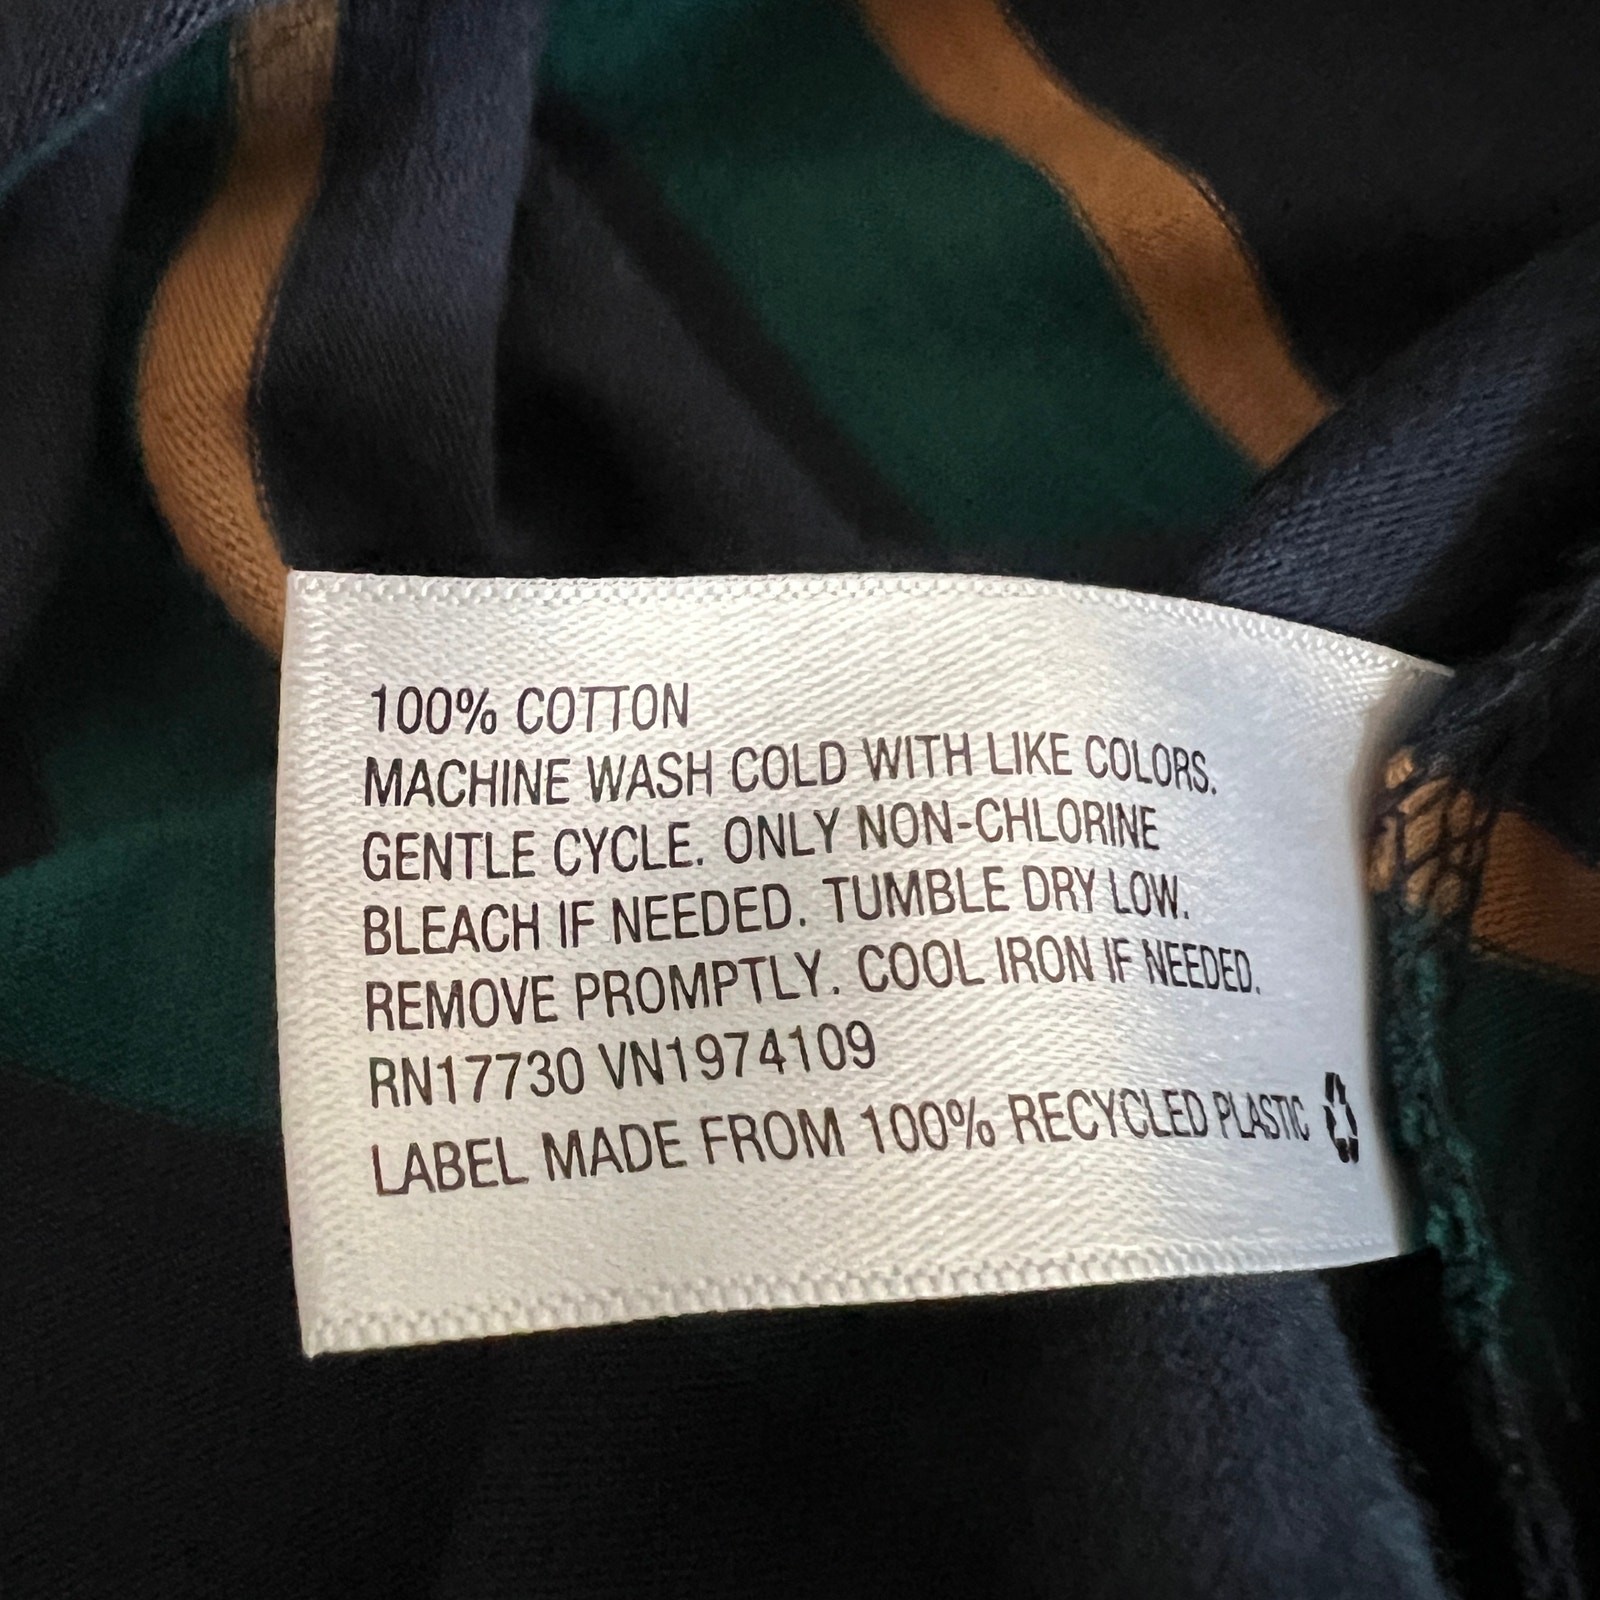 100% COTTON
MACHINE WASH COLD WITH LIKE COLORS.
GENTLE CYCLE. ONLY NON-CHLORINE
BLEACH IF NEEDED. TUMBLE DRY LOW.
REMOVE PROMPTLY. COOL IRON IF NEEDED.
RN17730 VN1974109
LABEL MADE FROM 100% RECYCLED PLASTIC